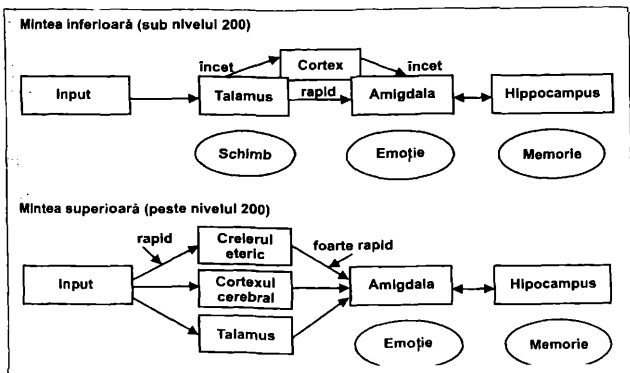 Mintea inferioară (sub nivelul 200)
încet
Cortex
încet
Input
Talamus
rapid
Amigdala
Hippocampus
Schimb
Emoție
Memorie
Mintea superioară (peste nivelul 200)
rapid
Creierul
eteric
foarte rapid
Input
Cortexul
cerebral
Amigdala
Hipocampus
Talamus
Emoție
Memorie